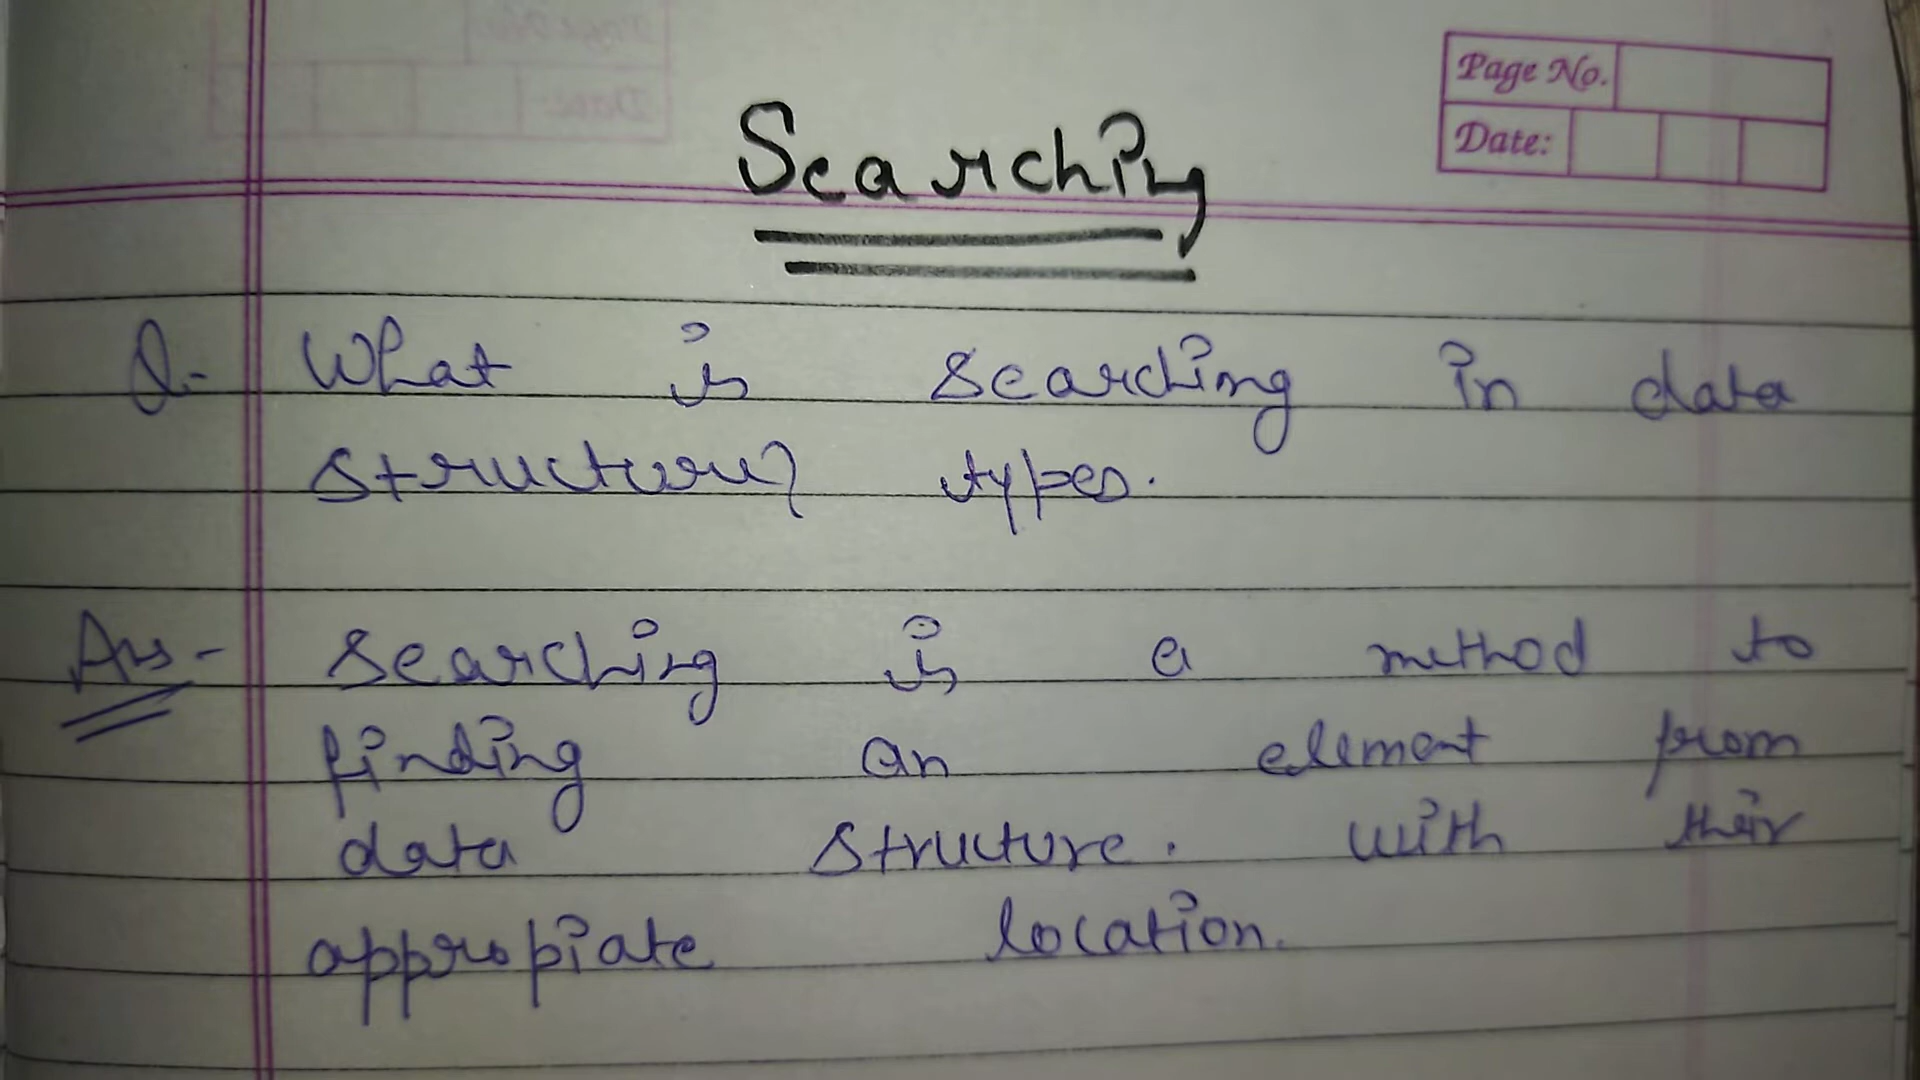 Page No.
Date:
Searching
Q- What is searching in data
structure? types.
Ans- Searching is a method to
finding an element from
data structure. with their
appropiate location.